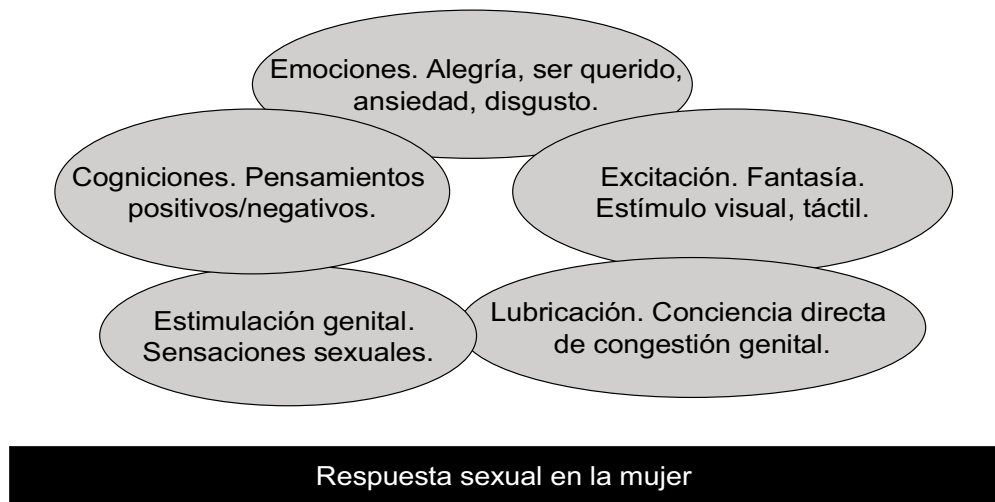 Emociones. Alegría, ser querido,
ansiedad, disgusto.
Cogniciones. Pensamientos
positivos/negativos.
Excitación. Fantasía.
Estímulo visual, táctil.
Estimulación genital.
Sensaciones sexuales.
Lubricación. Conciencia directa
de congestión genital.
Respuesta sexual en la mujer